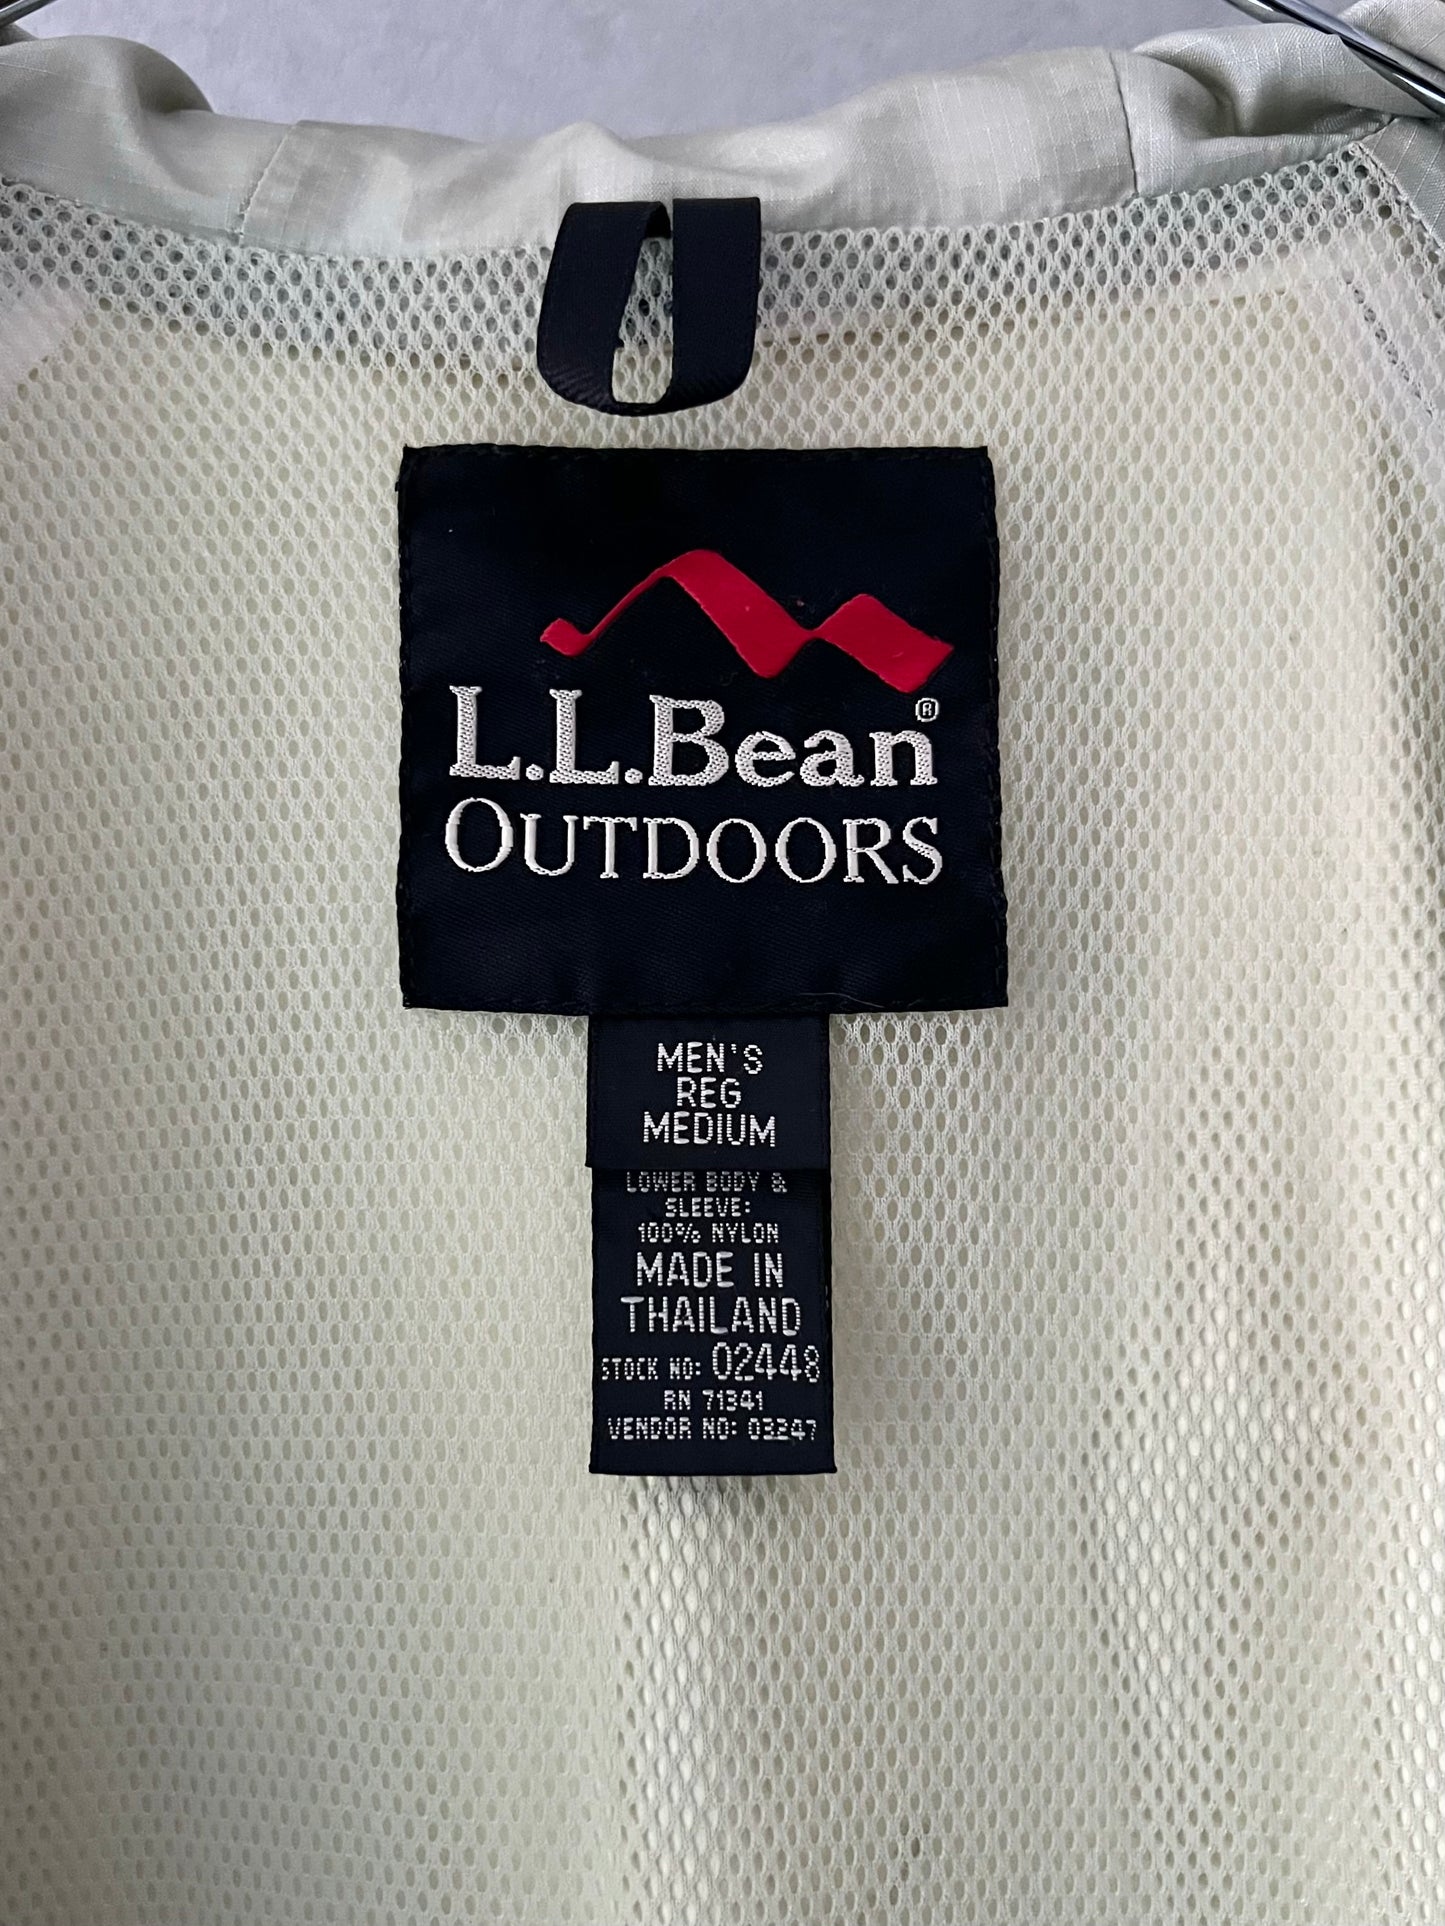 L.L.Bean®
OUTDOORS
MEN'S
REG
MEDIUM
LOWER BODY &
SLEEVE:
100% NYLON
MADE IN
THAILAND
STOCK NO: 02448
RN 71341
VENDOR NO: 03347